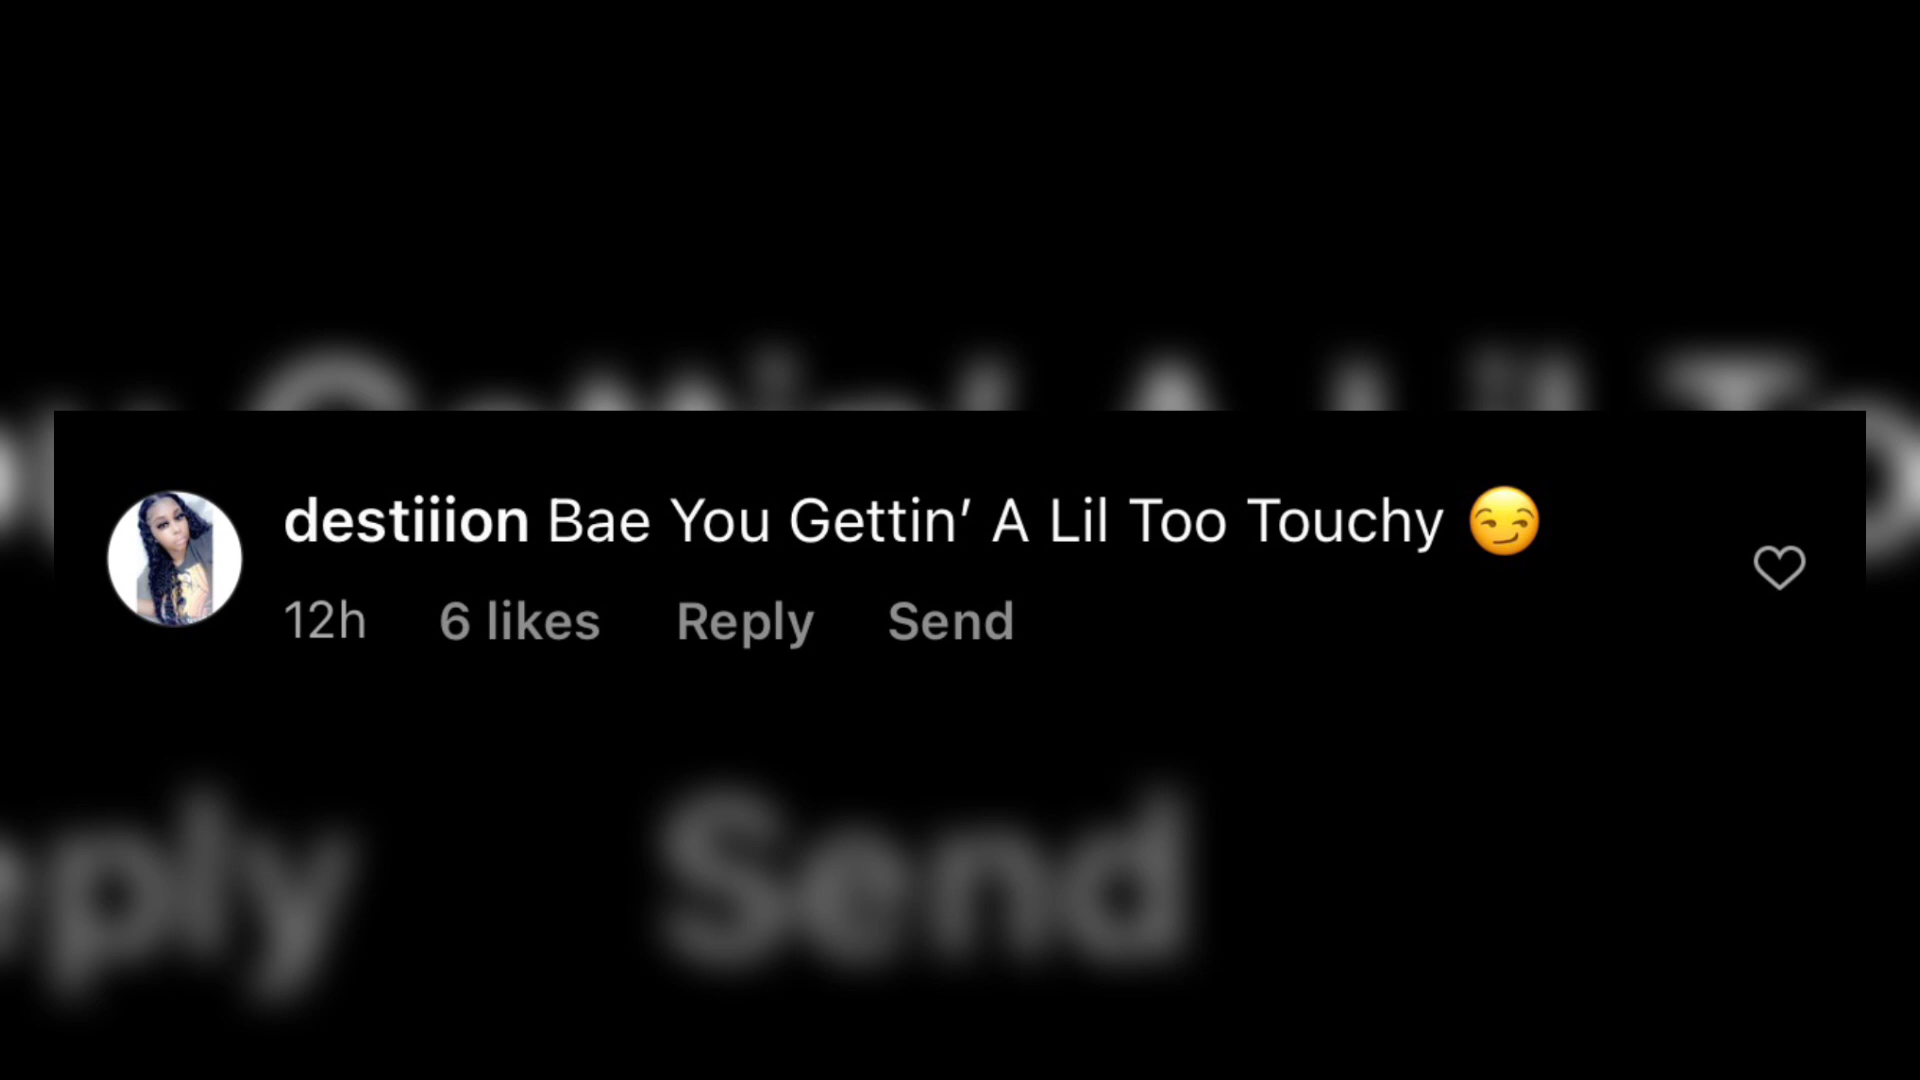 destiiion Bae You Gettin’ A Lil Too Touchy 😏
12h 6 likes Reply Send